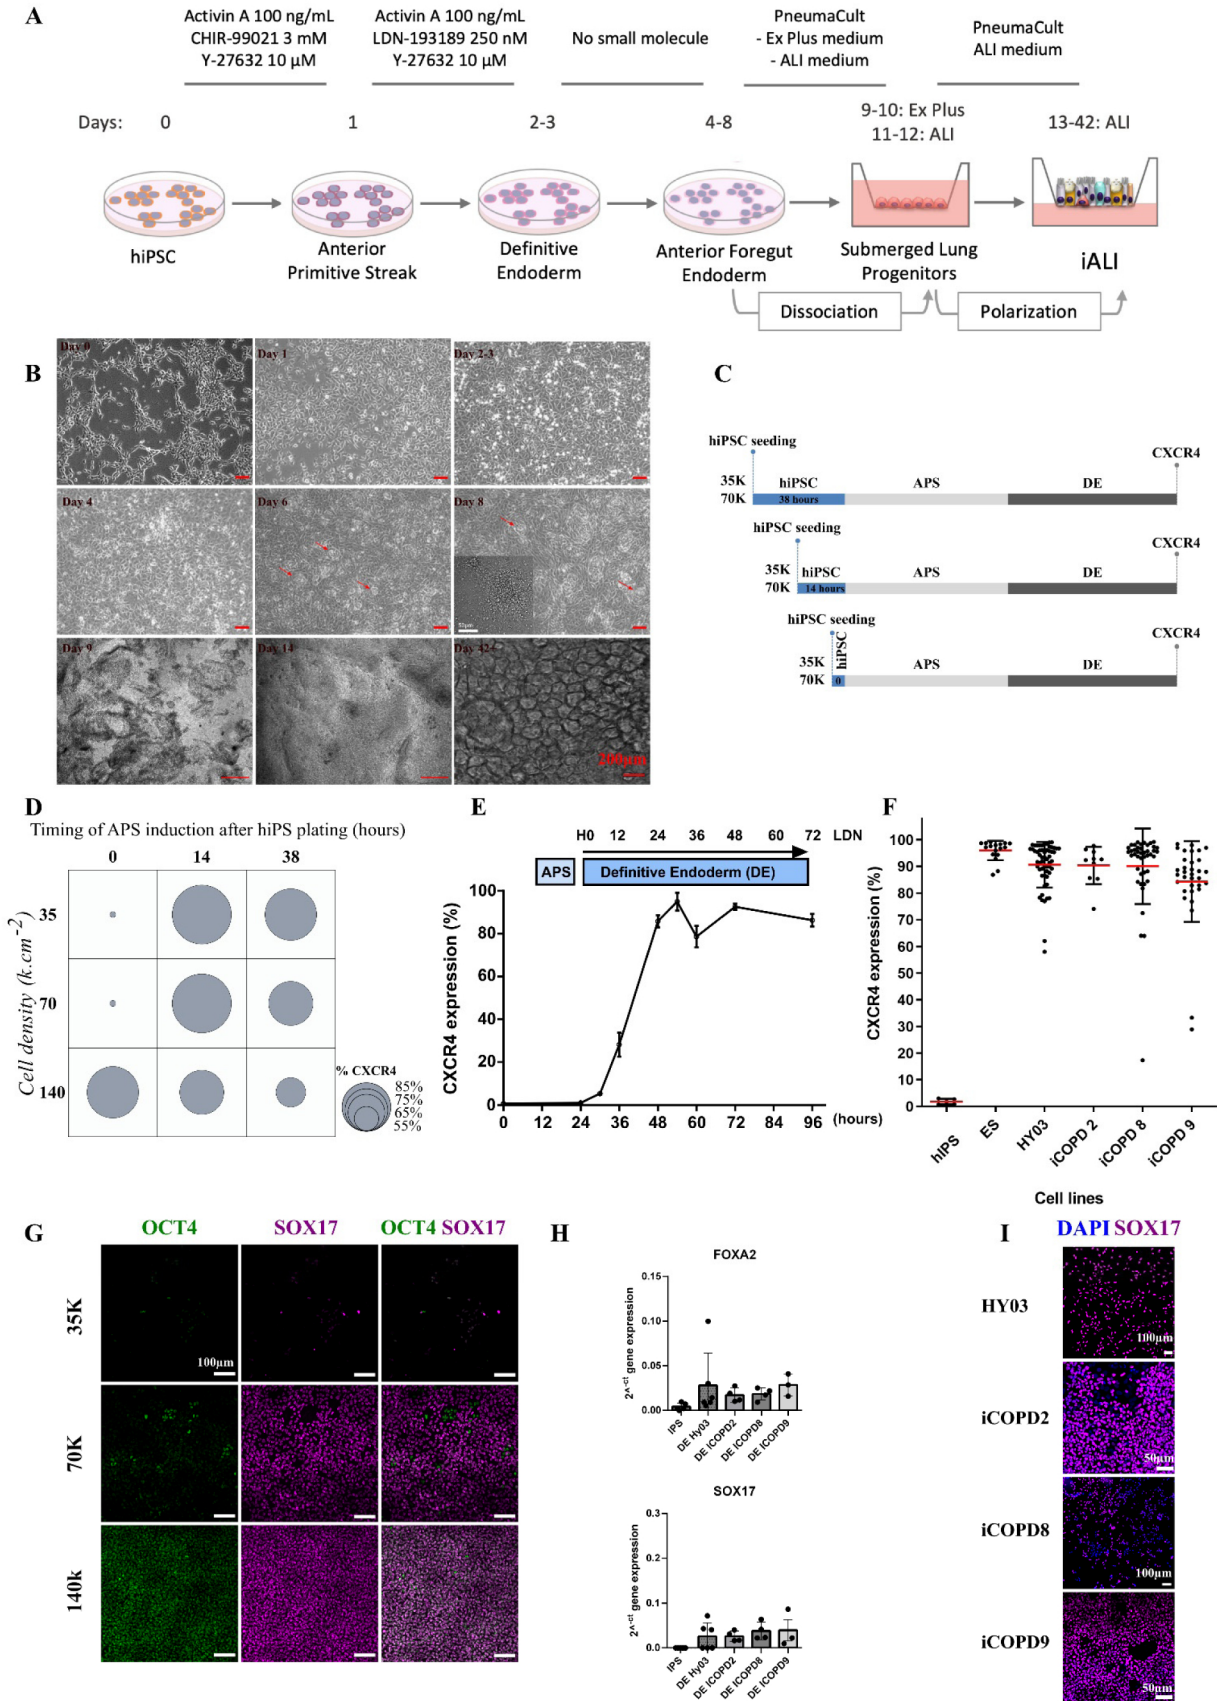 A
Activin A 100 ng/mL
CHIR-99021 3 mM
Y-27632 10 µM
Activin A 100 ng/mL
LDN-193189 250 nM
Y-27632 10 µM
No small molecule
PneumaCult
- Ex Plus medium
- ALI medium
PneumaCult
ALI medium
Days: 0 1 2-3 4-8
9-10: Ex Plus
11-12: ALI
13-42: ALI
hiPSC
Anterior
Primitive Streak
Definitive
Endoderm
Anterior Foregut
Endoderm
Submerged Lung
Progenitors
iALI
Dissociation
Polarization
B
Day 0
Day 1
Day 2-3
Day 4
Day 6
Day 8
50µm
Day 9
Day 14
Day 42+
200µm
C
hiPSC seeding
CXCR4
35K
70K
hiPSC
38 hours
APS
DE
hiPSC seeding
CXCR4
35K
70K
hiPSC
14 hours
APS
DE
hiPSC seeding
CXCR4
35K
70K
hiPSC
0
APS
DE
D
Timing of APS induction after hiPS plating (hours)
0 14 38
Cell density (k.cm-2)
35
70
140
% CXCR4
85%
75%
65%
55%
E
H0 12 24 36 48 60 72 LDN
APS
Definitive Endoderm (DE)
CXCR4 expression (%)
100
80
60
40
20
0
0 12 24 36 48 60 72 84 96 (hours)
F
CXCR4 expression (%)
100
90
80
70
60
50
40
30
20
10
0
hIPS
ES
HY03
iCOPD 2
iCOPD 8
iCOPD 9
Cell lines
G
OCT4
SOX17
OCT4 SOX17
35K
100µm
70K
140k
H
FOXA2
2^-ct gene expression
0.15
0.10
0.05
0.00
IPS
DE Hy03
DE ICOPD2
DE ICOPD8
DE ICOPD9
SOX17
2^-ct gene expression
0.3
0.2
0.1
0.0
IPS
DE Hy03
DE ICOPD2
DE ICOPD8
DE ICOPD9
I
DAPI SOX17
HY03
100µm
iCOPD2
50µm
iCOPD8
100µm
iCOPD9
50µm